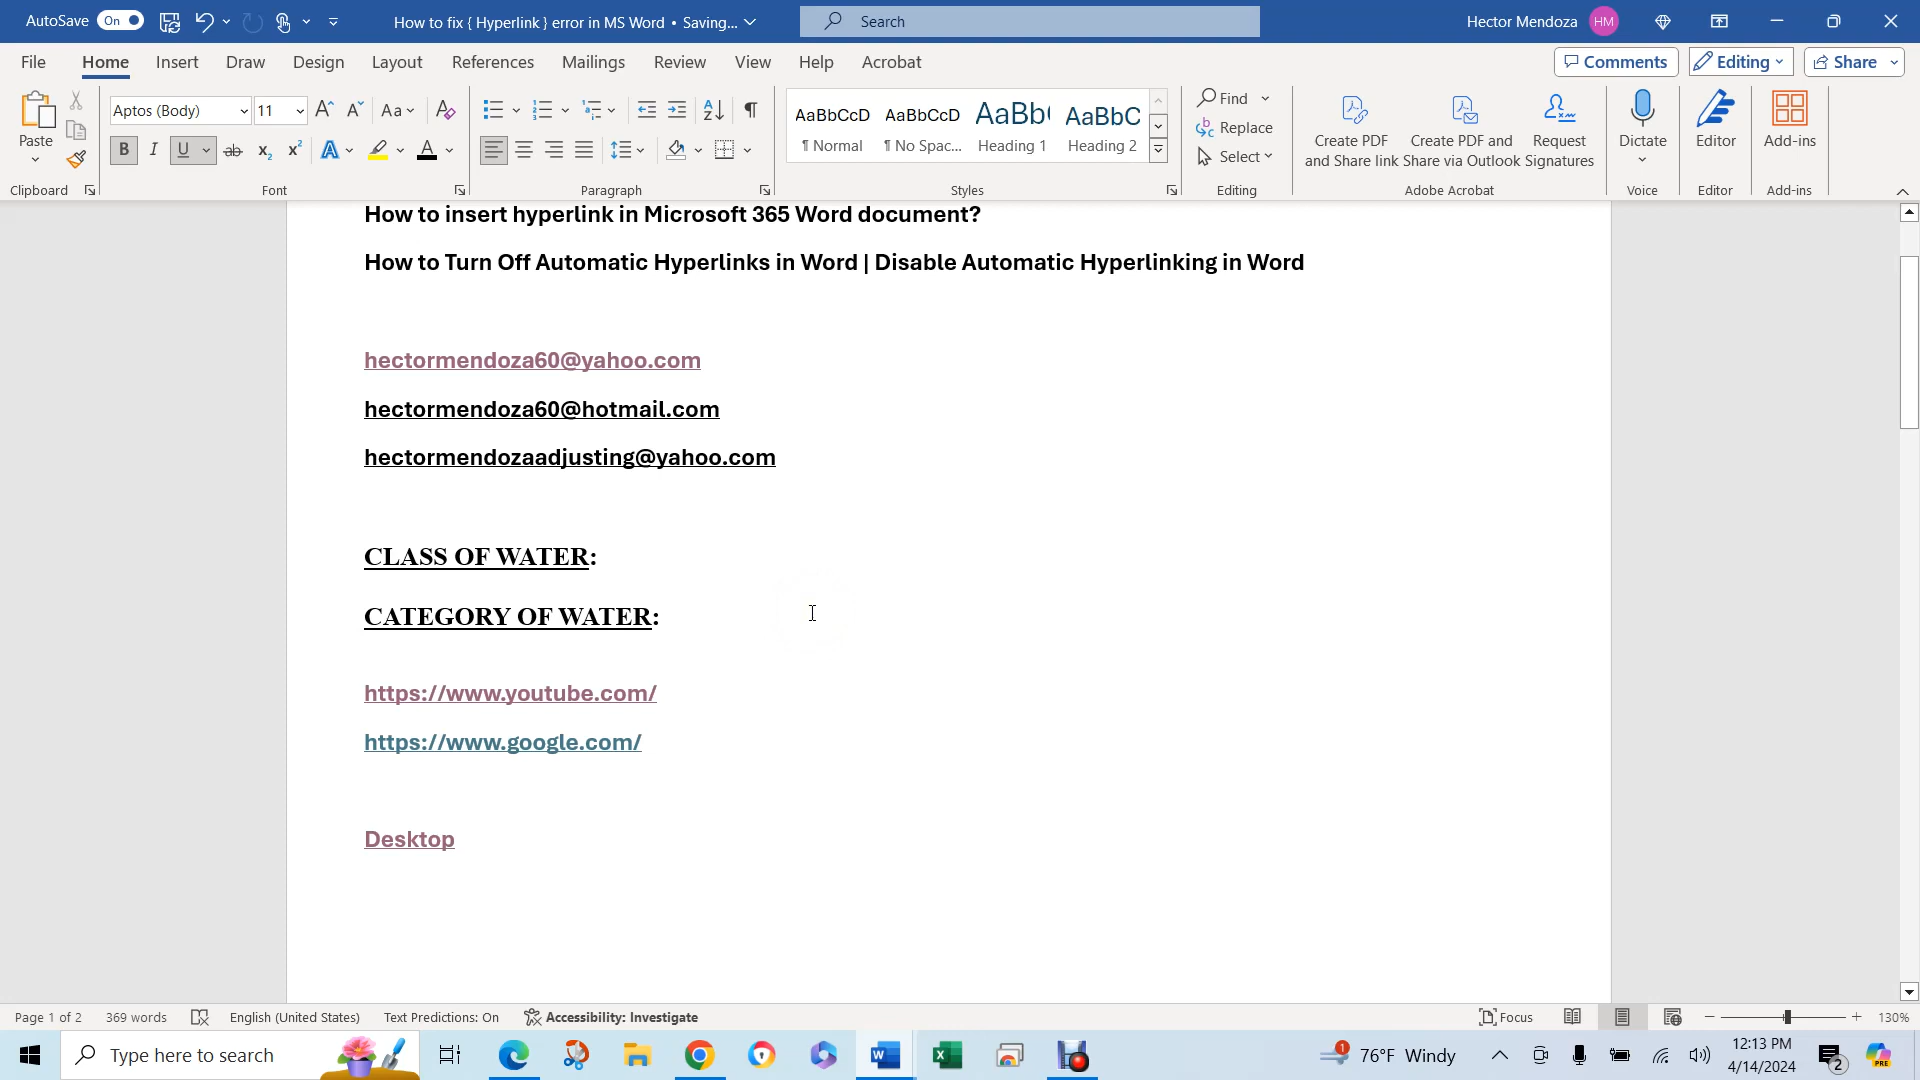 AutoSave On How to fix { Hyperlink } error in MS Word • Saving... Search Hector Mendoza HM
File Home Insert Draw Design Layout References Mailings Review View Help Acrobat Comments Editing Share
Aptos (Body) 11 Aa
AaBbCcD AaBbCcD AaBb( AaBbC
Find
Replace
Select
Paste
¶ Normal ¶ No Spac... Heading 1 Heading 2
Create PDF and Share link
Create PDF and Share via Outlook
Request Signatures
Dictate
Editor
Add-ins
Clipboard Font Paragraph Styles Editing Adobe Acrobat Voice Editor Add-ins
How to insert hyperlink in Microsoft 365 Word document?
How to Turn Off Automatic Hyperlinks in Word | Disable Automatic Hyperlinking in Word
hectormendoza60@yahoo.com
hectormendoza60@hotmail.com
hectormendozaadjusting@yahoo.com
CLASS OF WATER:
CATEGORY OF WATER:
https://www.youtube.com/
https://www.google.com/
Desktop
Page 1 of 2 369 words English (United States) Text Predictions: On Accessibility: Investigate Focus 130%
Type here to search 1 76°F Windy 12:13 PM 2
4/14/2024